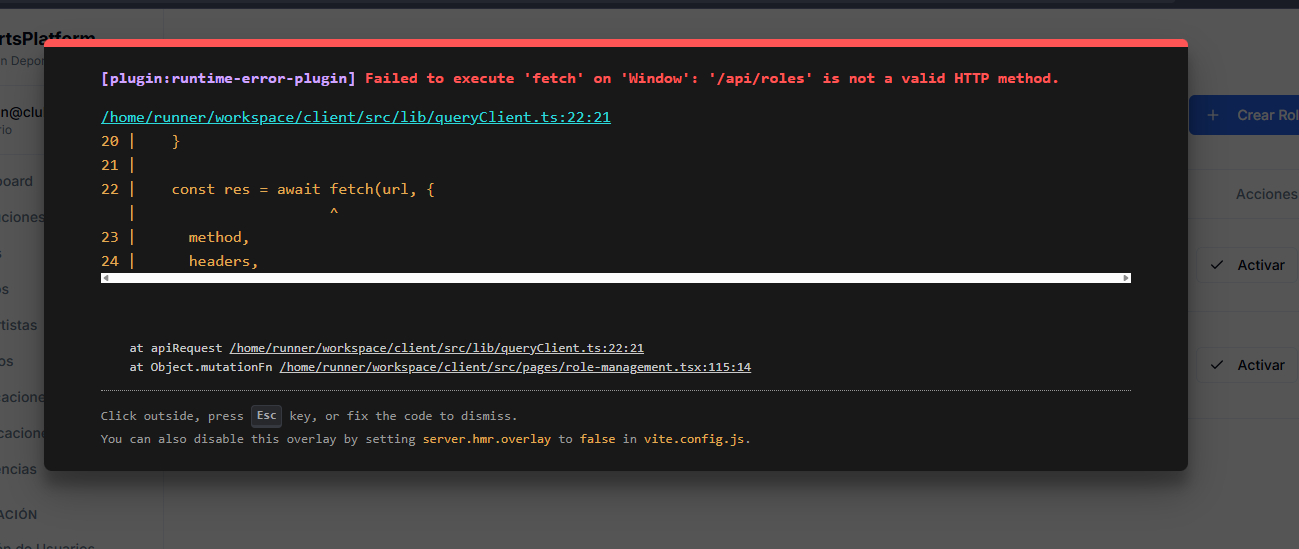 rtsPlatform
n Depor
[plugin:runtime-error-plugin] Failed to execute 'fetch' on 'Window': '/api/roles' is not a valid HTTP method.
n@clu
rio
/home/runner/workspace/client/src/lib/queryClient.ts:22:21
+ Crear Rol
20 |     }
21 |
22 |     const res = await fetch(url, {
|                        ^
23 |       method,
24 |       headers,
board
ciones
Acciones
s
✓ Activar
os
rtistas
at apiRequest /home/runner/workspace/client/src/lib/queryClient.ts:22:21
os
at Object.mutationFn /home/runner/workspace/client/src/pages/role-management.tsx:115:14
✓ Activar
caciones
Click outside, press Esc key, or fix the code to dismiss.
caciones
You can also disable this overlay by setting server.hmr.overlay to false in vite.config.js.
encias
ACIÓN
ón de Usuarios